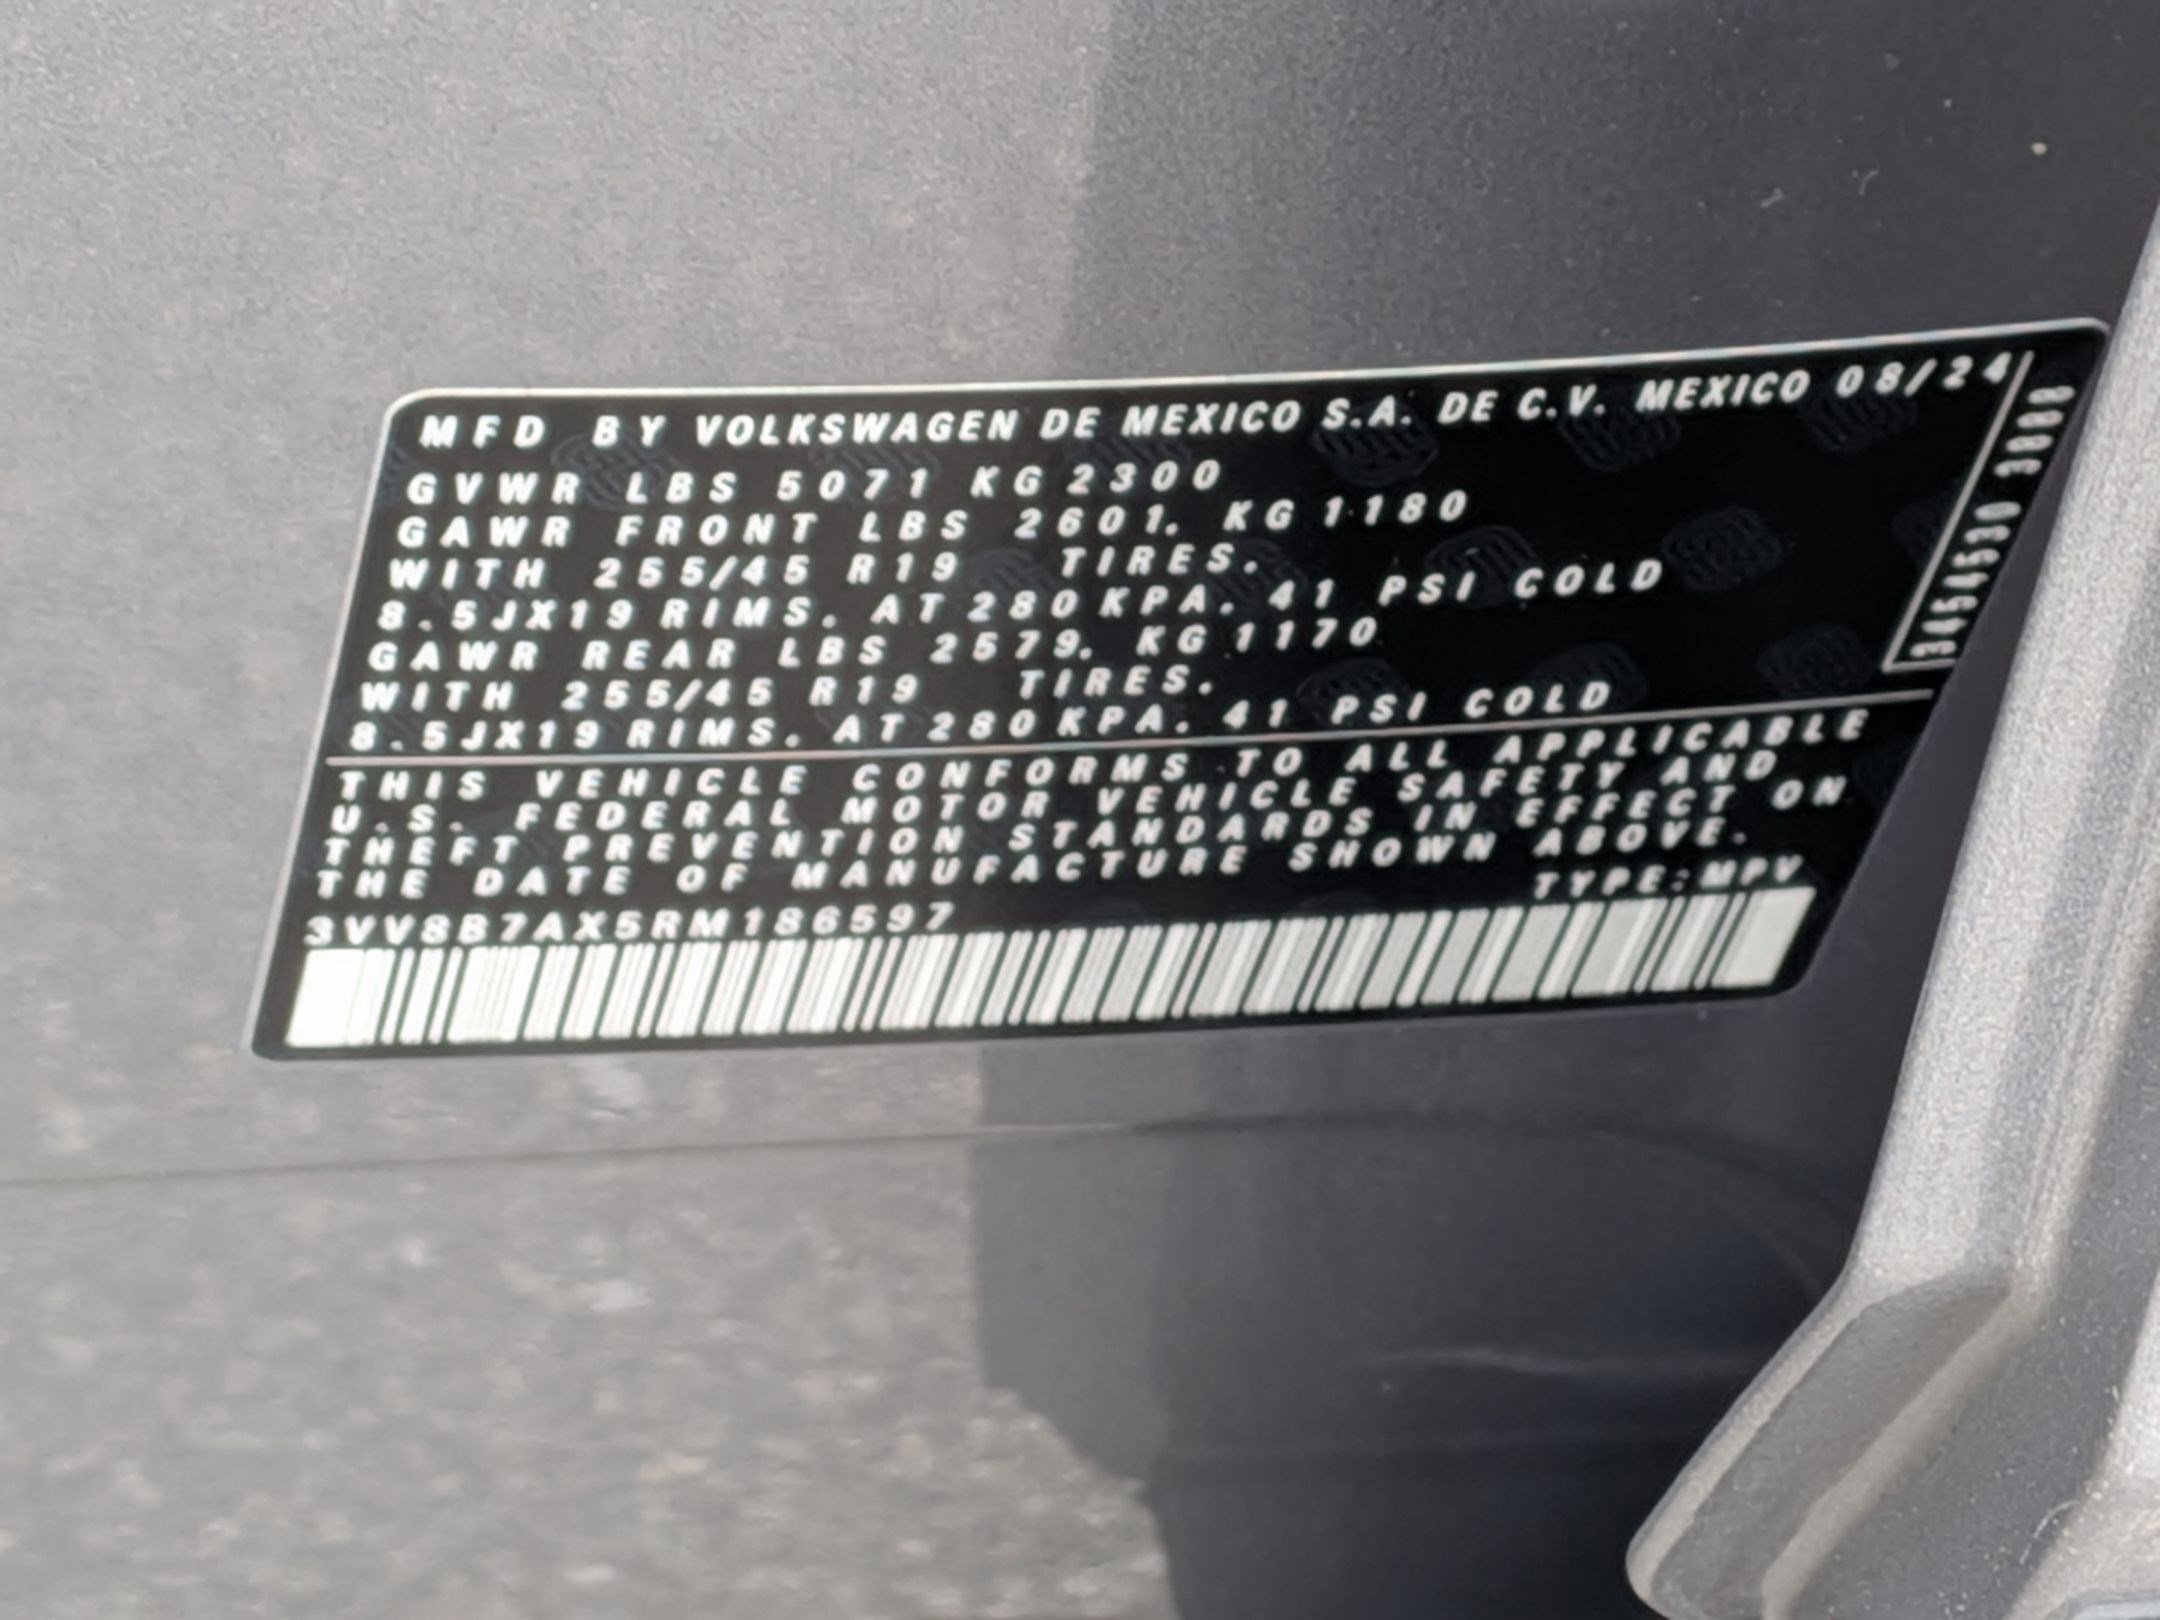 MFD BY VOLKSWAGEN DE MEXICO S.A. DE C.V. MEXICO 08/24
GVWR LBS 5071 KG 2300
GAWR FRONT LBS 2601. KG 1180
WITH 255/45 R19 TIRES.
8.5JX19 RIMS. AT 280 KPA. 41 PSI COLD
GAWR REAR LBS 2579. KG 1170
WITH 255/45 R19 TIRES.
8.5JX19 RIMS. AT 280 KPA. 41 PSI COLD
THIS VEHICLE CONFORMS TO ALL APPLICABLE
U.S. FEDERAL MOTOR VEHICLE SAFETY AND
THEFT PREVENTION STANDARDS IN EFFECT ON
THE DATE OF MANUFACTURE SHOWN ABOVE.
TYPE:MPV
3VV8B7AX5RM186597